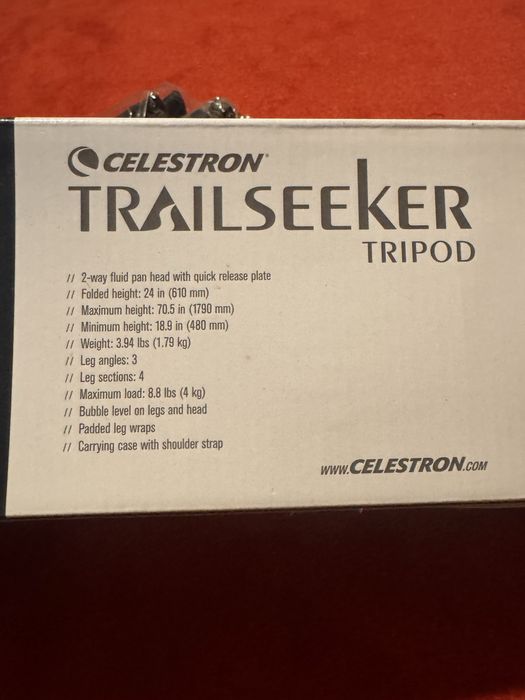 CELESTRON®
TRAILSEEKER
TRIPOD
// 2-way fluid pan head with quick release plate
// Folded height: 24 in (610 mm)
// Maximum height: 70.5 in (1790 mm)
// Minimum height: 18.9 in (480 mm)
// Weight: 3.94 lbs (1.79 kg)
// Leg angles: 3
// Leg sections: 4
// Maximum load: 8.8 lbs (4 kg)
// Bubble level on legs and head
// Padded leg wraps
// Carrying case with shoulder strap
WWW.CELESTRON.COM